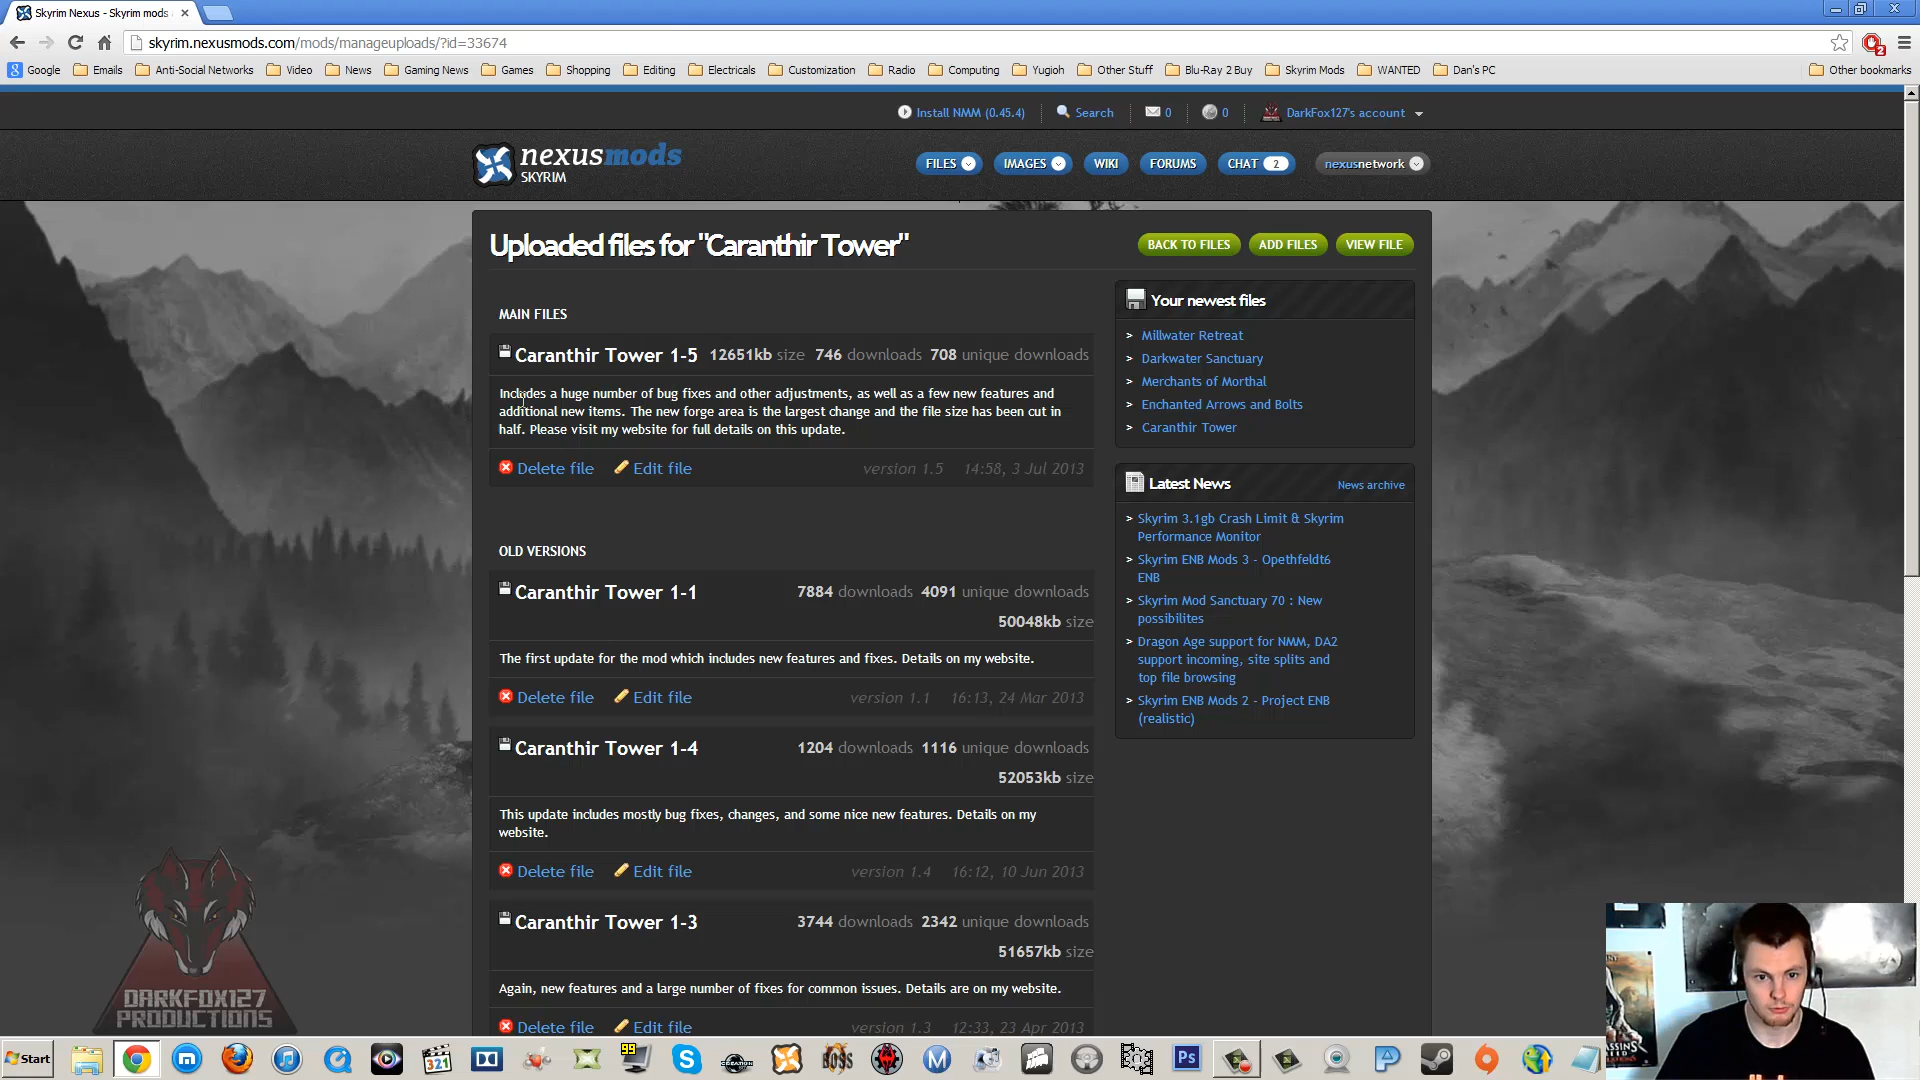 Skyrim Nexus - Skyrim mods
skyrim.nexusmods.com/mods/manageuploads/?id=33674
Google Emails Anti-Social Networks Video News Gaming News Games Shopping Editing Electricals Customization Radio Computing Yugioh Other Stuff Blu-Ray 2 Buy Skyrim Mods WANTED Dan's PC Other bookmarks
Install NMM (0.45.4) Search 0 0 DarkFox127's account
nexusmods
SKYRIM
FILES IMAGES WIKI FORUMS CHAT 2 nexusnetwork
Uploaded files for "Caranthir Tower"
BACK TO FILES ADD FILES VIEW FILE
MAIN FILES
Caranthir Tower 1-5 12651kb size 746 downloads 708 unique downloads
Includes a huge number of bug fixes and other adjustments, as well as a few new features and
additional new items. The new forge area is the largest change and the file size has been cut in
half. Please visit my website for full details on this update.
Delete file Edit file version 1.5 14:58, 3 Jul 2013
OLD VERSIONS
Caranthir Tower 1-1 7884 downloads 4091 unique downloads
50048kb size
The first update for the mod which includes new features and fixes. Details on my website.
Delete file Edit file version 1.1 16:13, 24 Mar 2013
Caranthir Tower 1-4 1204 downloads 1116 unique downloads
52053kb size
This update includes mostly bug fixes, changes, and some nice new features. Details on my
website.
Delete file Edit file version 1.4 16:12, 10 Jun 2013
Caranthir Tower 1-3 3744 downloads 2342 unique downloads
51657kb size
Again, new features and a large number of fixes for common issues. Details are on my website.
Delete file Edit file version 1.3 12:33, 23 Apr 2013
Your newest files
> Millwater Retreat
> Darkwater Sanctuary
> Merchants of Morthal
> Enchanted Arrows and Bolts
> Caranthir Tower
Latest News News archive
> Skyrim 3.1gb Crash Limit & Skyrim
Performance Monitor
> Skyrim ENB Mods 3 - Opethfeldt6
ENB
> Skyrim Mod Sanctuary 70 : New
possibilites
> Dragon Age support for NMM, DA2
support incoming, site splits and
top file browsing
> Skyrim ENB Mods 2 - Project ENB
(realistic)
DARKFOX127
PRODUCTIONS
Start
321
99
BOSS
Ps